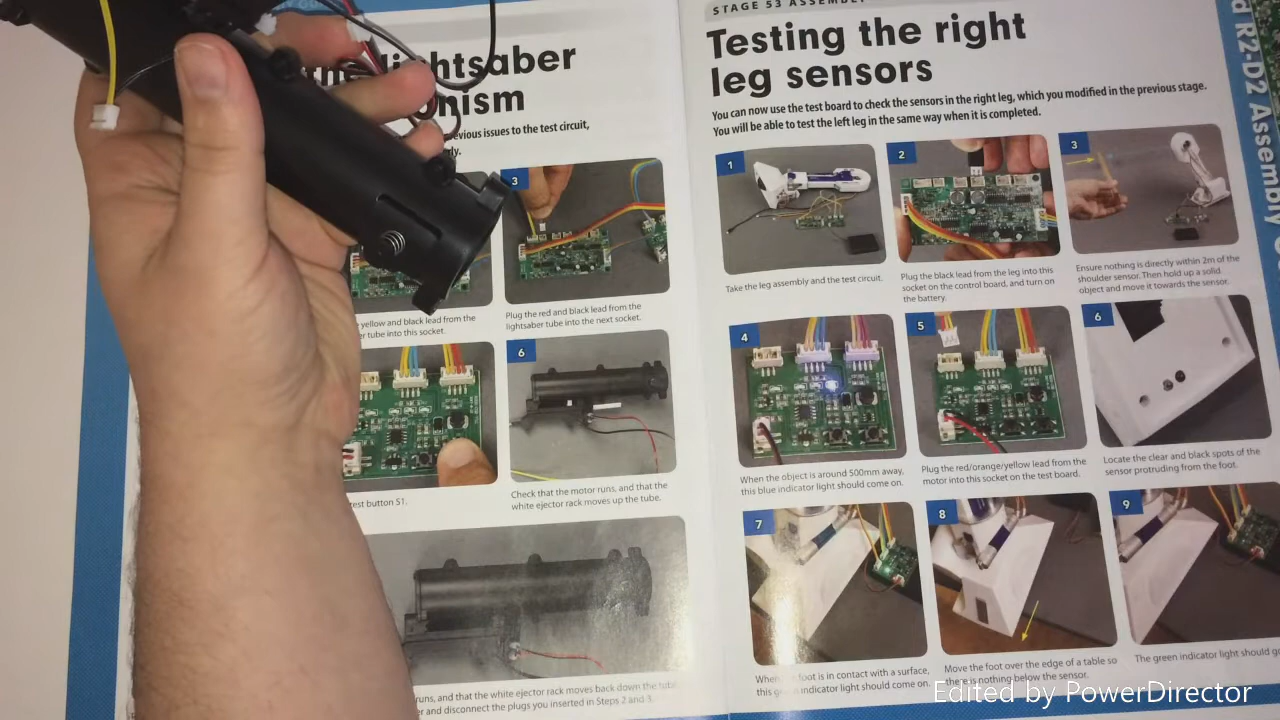 the lightsaber
previous issues to the test circuit,
3
yellow and black lead from the
tube into this socket.
Plug the red and black lead from the
lightsaber tube into the next socket.
6
button S1.
Check that the motor runs, and that the
white ejector rack moves up the tube.
runs, and that the white ejector rack moves back down the tube
and disconnect the plugs you inserted in Steps 2 and 3.
STAGE 53 ASSEMBLY
Testing the right
leg sensors
You can now use the test board to check the sensors in the right leg, which you modified in the previous stage.
You will be able to test the left leg in the same way when it is completed.
1
2
3
Take the leg assembly and the test circuit.
Plug the black lead from the leg into this
socket on the control board, and turn on
the battery.
Ensure nothing is directly within 2m of the
shoulder sensor. Then hold up a solid
object and move it towards the sensor.
4
5
6
When the object is around 500mm away,
this blue indicator light should come on.
Plug the red/orange/yellow lead from the
motor into this socket on the test board.
Locate the clear and black spots of the
sensor protruding from the foot.
7
8
9
When foot is in contact with a surface,
this indicator light should come on.
Move the foot over the edge of a table so
there is nothing below the sensor.
The green indicator light should
R2-D2 Assembly
Edited by PowerDirector